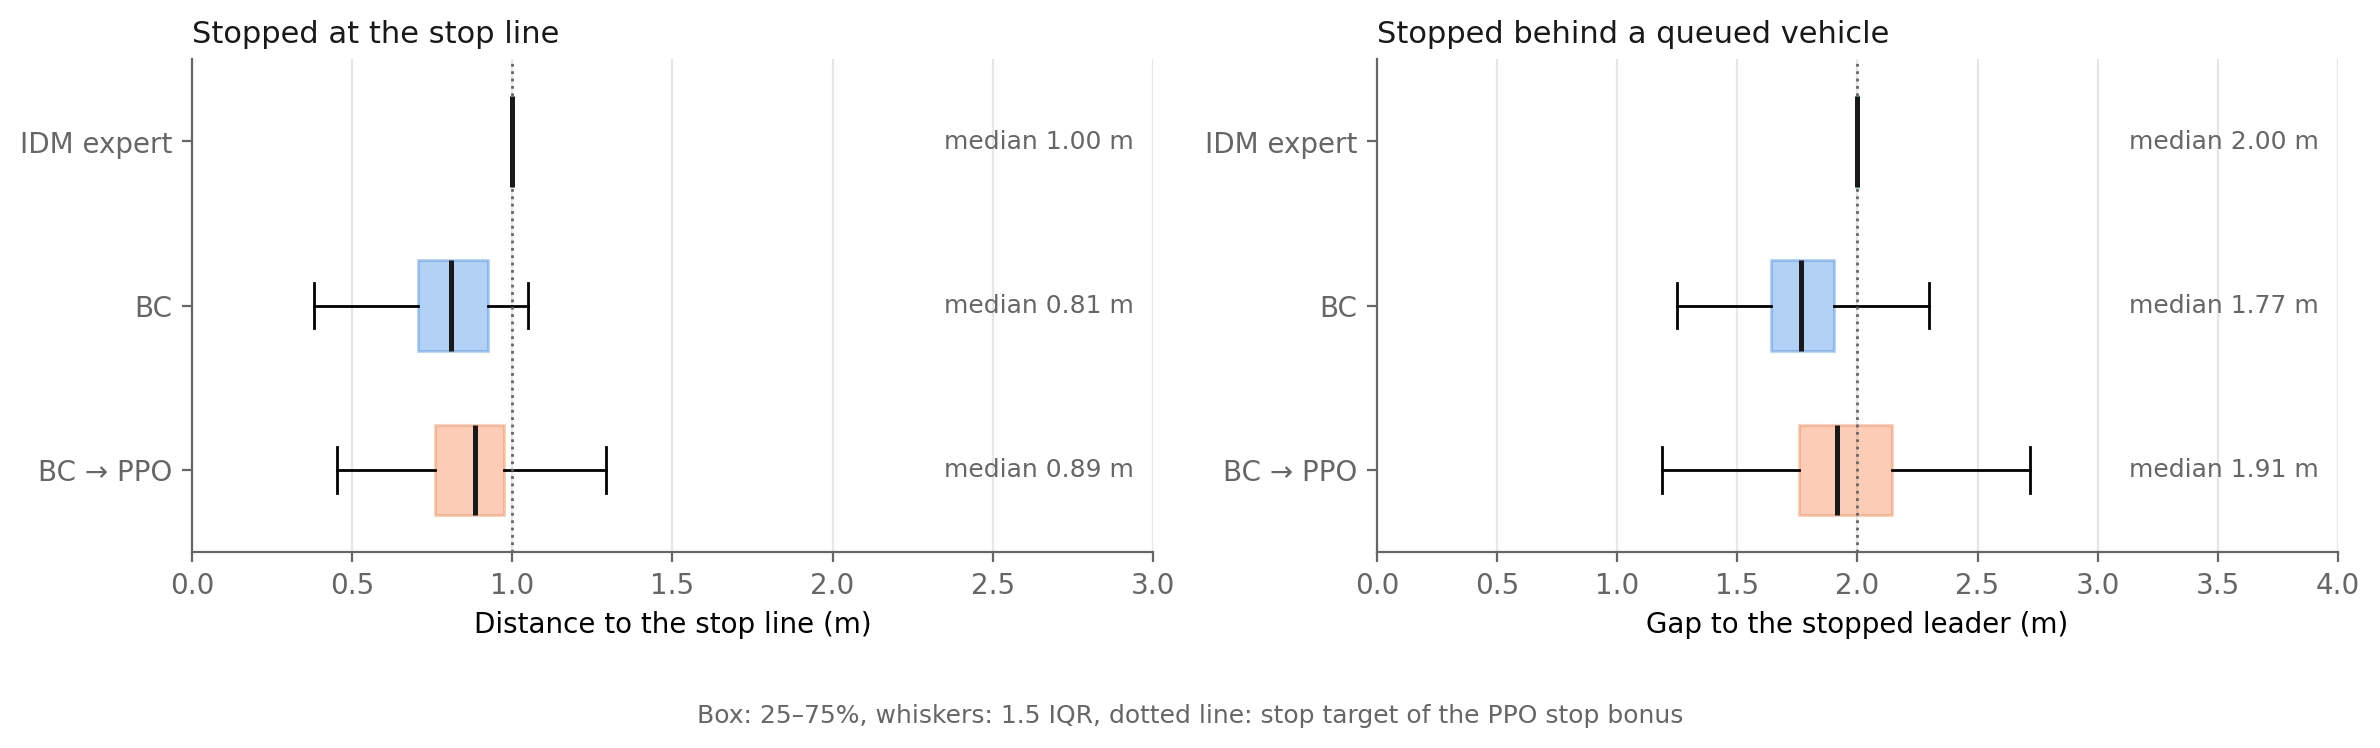 Stopped at the stop line
IDM expert
median 1.00 m
BC
median 0.81 m
BC → PPO
median 0.89 m
0.0 0.5 1.0 1.5 2.0 2.5 3.0
Distance to the stop line (m)
Stopped behind a queued vehicle
IDM expert
median 2.00 m
BC
median 1.77 m
BC → PPO
median 1.91 m
0.0 0.5 1.0 1.5 2.0 2.5 3.0 3.5 4.0
Gap to the stopped leader (m)
Box: 25–75%, whiskers: 1.5 IQR, dotted line: stop target of the PPO stop bonus